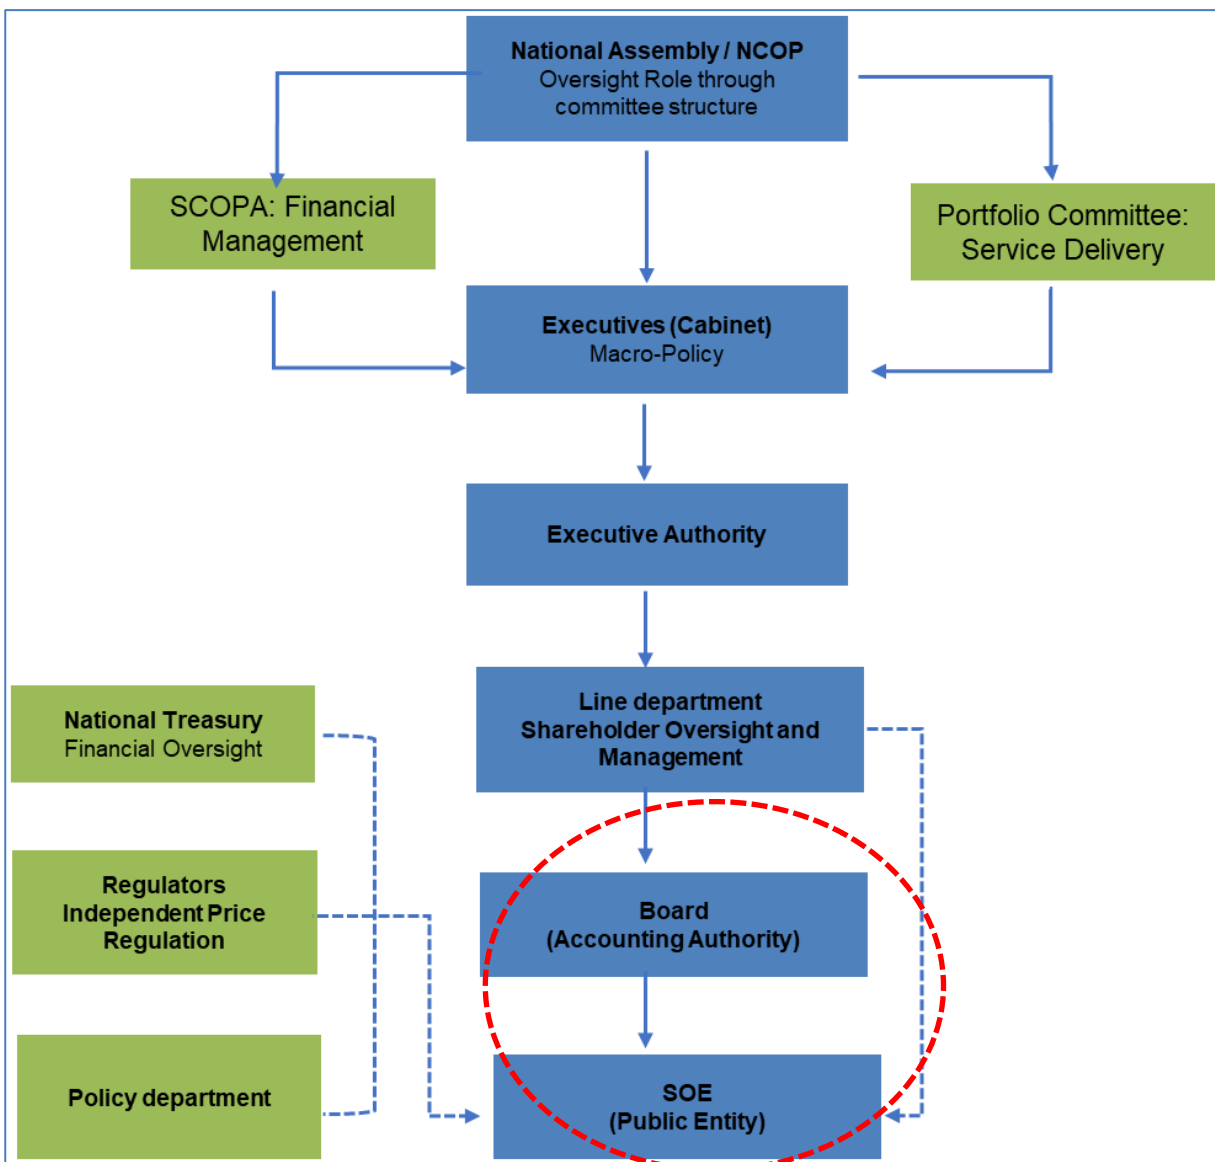 National Assembly / NCOP
Oversight Role through
committee structure
SCOPA: Financial
Management
Portfolio Committee:
Service Delivery
Executives (Cabinet)
Macro-Policy
Executive Authority
Line department
Shareholder Oversight and
Management
National Treasury
Financial Oversight
Regulators
Independent Price
Regulation
Board
(Accounting Authority)
Policy department
SOE
(Public Entity)